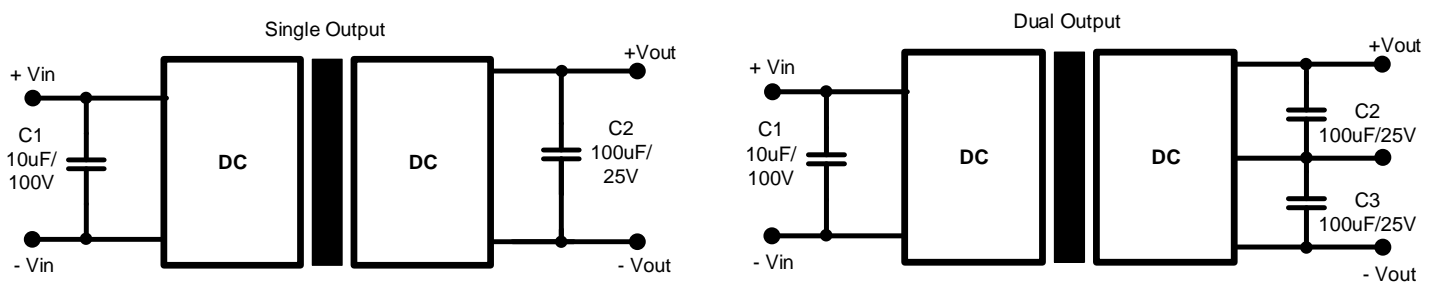 Single Output
+ Vin
C1
10uF/
100V
- Vin
DC
DC
+Vout
C2
100uF/
25V
- Vout
Dual Output
+ Vin
C1
10uF/
100V
- Vin
DC
DC
+Vout
C2
100uF/25V
C3
100uF/25V
- Vout